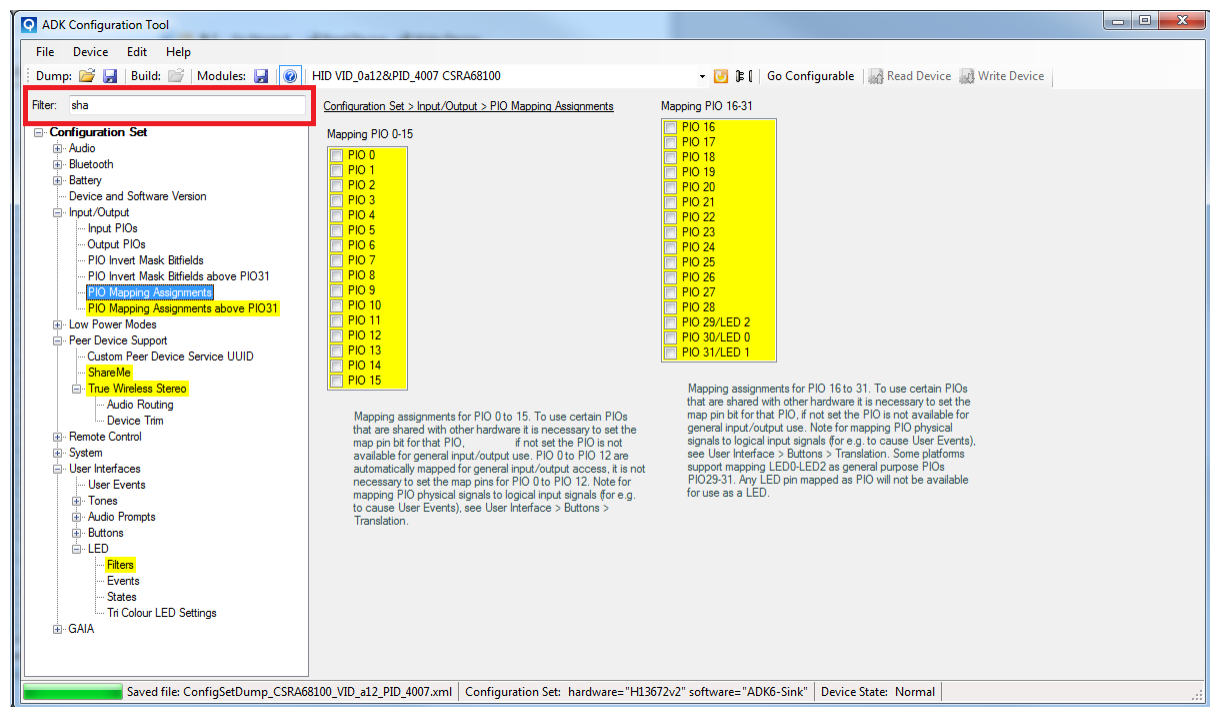 ADK Configuration Tool
File Device Edit Help
Dump: Build: Modules: HID VID_0a12&PID_4007 CSRA68100 Go Configurable Read Device Write Device
Filter: sha
Configuration Set
Audio
Bluetooth
Battery
Device and Software Version
Input/Output
Input PIOs
Output PIOs
PIO Invert Mask Bitfields
PIO Invert Mask Bitfields above PIO31
PIO Mapping Assignments
PIO Mapping Assignments above PIO31
Low Power Modes
Peer Device Support
Custom Peer Device Service UUID
ShareMe
True Wireless Stereo
Audio Routing
Device Trim
Remote Control
System
User Interfaces
User Events
Tones
Audio Prompts
Buttons
LED
Filters
Events
States
Tri Colour LED Settings
GAIA
Configuration Set > Input/Output > PIO Mapping Assignments
Mapping PIO 0-15
PIO 0
PIO 1
PIO 2
PIO 3
PIO 4
PIO 5
PIO 6
PIO 7
PIO 8
PIO 9
PIO 10
PIO 11
PIO 12
PIO 13
PIO 14
PIO 15
Mapping assignments for PIO 0 to 15. To use certain PIOs
that are shared with other hardware it is necessary to set the
map pin bit for that PIO, if not set the PIO is not
available for general input/output use. PIO 0 to PIO 12 are
automatically mapped for general input/output access, it is not
necessary to set the map pins for PIO 0 to PIO 12. Note for
mapping PIO physical signals to logical input signals (for e.g.
to cause User Events), see User Interface > Buttons >
Translation.
Mapping PIO 16-31
PIO 16
PIO 17
PIO 18
PIO 19
PIO 20
PIO 21
PIO 22
PIO 23
PIO 24
PIO 25
PIO 26
PIO 27
PIO 28
PIO 29/LED 2
PIO 30/LED 0
PIO 31/LED 1
Mapping assignments for PIO 16 to 31. To use certain PIOs
that are shared with other hardware it is necessary to set the
map pin bit for that PIO, if not set the PIO is not available for
general input/output use. Note for mapping PIO physical
signals to logical input signals (for e.g. to cause User Events),
see User Interface > Buttons > Translation. Some platforms
support mapping LED0-LED2 as general purpose PIOs
PIO29-31. Any LED pin mapped as PIO will not be available
for use as a LED.
Saved file: ConfigSetDump_CSRA68100_VID_a12_PID_4007.xml Configuration Set: hardware="H13672v2" software="ADK6-Sink" Device State: Normal